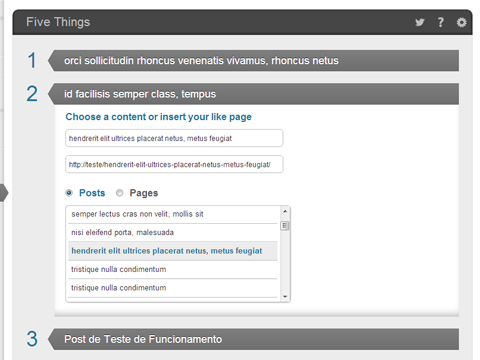 Five Things
?
1 orci sollicitudin rhoncus venenatis vivamus, rhoncus netus
2 id facilisis semper class, tempus
Choose a content or insert your like page
hendrerit elit ultrices placerat netus, metus feugiat
http://teste/hendrerit-elit-ultrices-placerat-netus-metus-feugiat/
Posts Pages
semper lectus cras non velit, mollis sit
nisi eleifend porta, malesuada
hendrerit elit ultrices placerat netus, metus feugiat
tristique nulla condimentum
tristique nulla condimentum
3 Post de Teste de Funcionamento